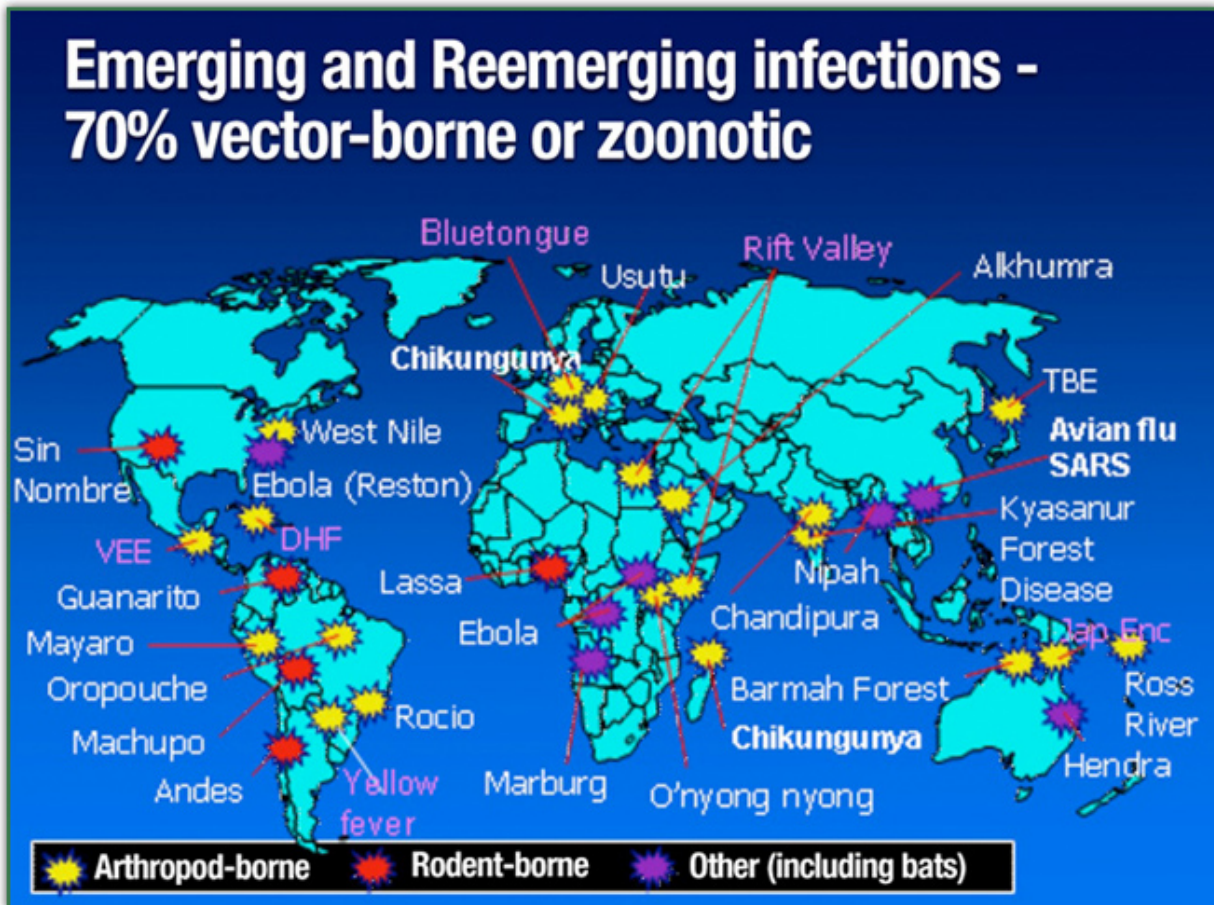 Emerging and Reemerging infections -
70% vector-borne or zoonotic
Bluetongue
Rift Valley
Alkhumra
Usutu
Chikungunya
TBE
Avian flu
SARS
West Nile
Sin
Nombre
Ebola (Reston)
Kyasanur
Forest
Disease
VEE
DHF
Nipah
Lassa
Guanarito
Chandipura
Ebola
Jap Enc
Mayaro
Oropouche
Barmah Forest
Ross
River
Rocio
Machupo
Chikungunya
Hendra
Andes
Yellow
fever
Marburg
O'nyong nyong
Arthropod-borne
Rodent-borne
Other (including bats)